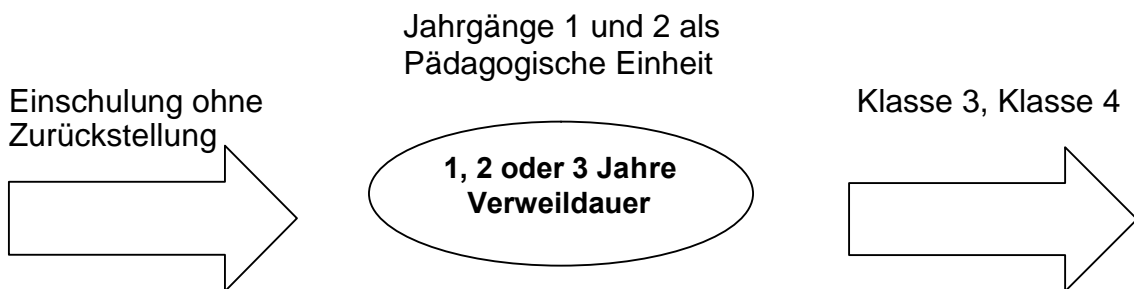 Jahrgänge 1 und 2 als
Pädagogische Einheit
Einschulung ohne
Zurückstellung
1, 2 oder 3 Jahre
Verweildauer
Klasse 3, Klasse 4